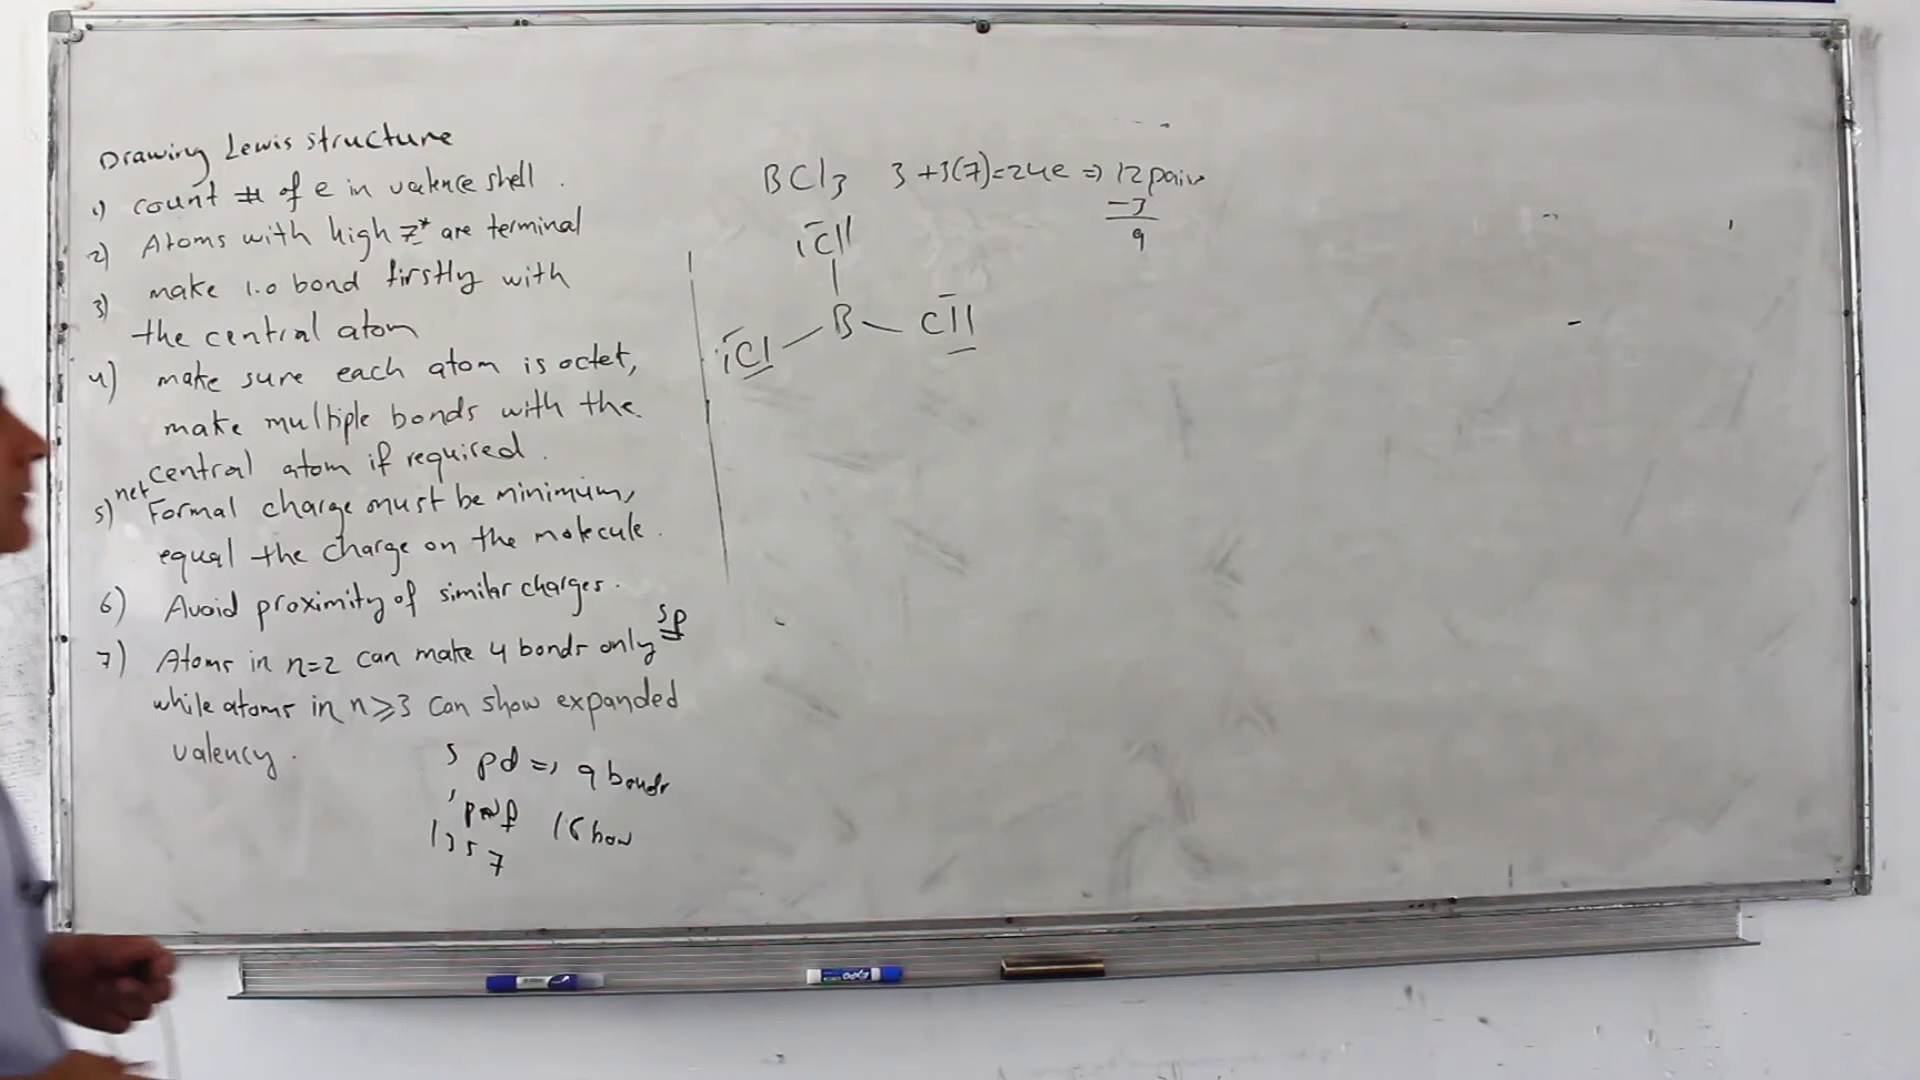 Drawing Lewis structure
1) count # of e in valence shell.
2) Atoms with high Z* are terminal
3) make 1.0 bond firstly with
the central atom
4) make sure each atom is octet,
make multiple bonds with the
central atom if required.
5) net Formal charge must be minimum,
equal the charge on the molecule.
6) Avoid proximity of similar charges.
7) Atoms in n=2 can make 4 bonds only sp
while atoms in n≥3 can show expanded
valency.
s pd => 9 bonds
16
1 3 5 7
BCl3 3+3(7)=24e => 12 pairs
-3
9
Cl
B
Cl
Cl
EXPO